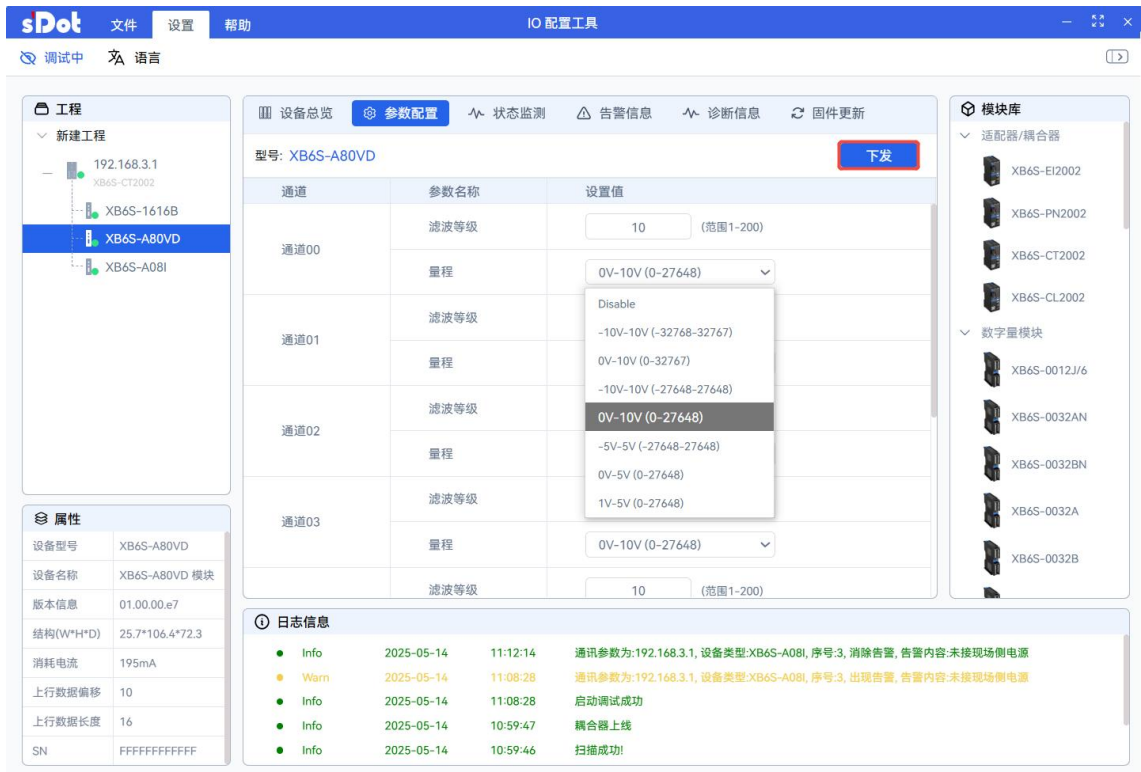 sDot 文件 设置 帮助 IO 配置工具
调试中 语言
工程
新建工程
192.168.3.1
XB6S-CT2002
XB6S-1616B
XB6S-A80VD
XB6S-A08I
属性
设备型号 XB6S-A80VD
设备名称 XB6S-A80VD 模块
版本信息 01.00.00.e7
结构(W*H*D) 25.7*106.4*72.3
消耗电流 195mA
上行数据偏移 10
上行数据长度 16
SN FFFFFFFFFFFF
设备总览 参数配置 状态监测 告警信息 诊断信息 固件更新
型号: XB6S-A80VD 下发
通道 参数名称 设置值
通道00
滤波等级 10 (范围1-200)
量程 0V-10V (0-27648)
Disable
-10V-10V (-32768-32767)
0V-10V (0-32767)
-10V-10V (-27648-27648)
0V-10V (0-27648)
-5V-5V (-27648-27648)
0V-5V (0-27648)
1V-5V (0-27648)
通道01
滤波等级
量程
通道02
滤波等级
量程
通道03
滤波等级
量程 0V-10V (0-27648)
滤波等级 10 (范围1-200)
日志信息
Info 2025-05-14 11:12:14 通讯参数为:192.168.3.1, 设备类型:XB6S-A08I, 序号:3, 消除告警, 告警内容:未接现场侧电源
Warn 2025-05-14 11:08:28 通讯参数为:192.168.3.1, 设备类型:XB6S-A08I, 序号:3, 出现告警, 告警内容:未接现场侧电源
Info 2025-05-14 11:08:28 启动调试成功
Info 2025-05-14 10:59:47 耦合器上线
Info 2025-05-14 10:59:46 扫描成功!
模块库
适配器/耦合器
XB6S-EI2002
XB6S-PN2002
XB6S-CT2002
XB6S-CL2002
数字量模块
XB6S-0012J/6
XB6S-0032AN
XB6S-0032BN
XB6S-0032A
XB6S-0032B